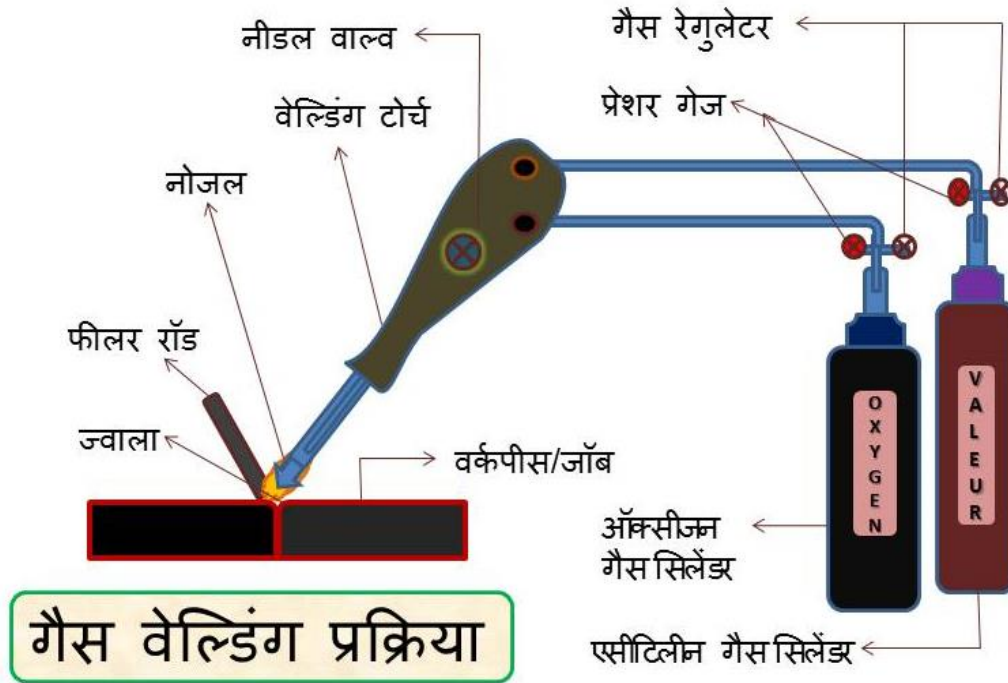 नीडल वाल्व
गैस रेगुलेटर
वेल्डिंग टोर्च
प्रेशर गेज
नोजल
फीलर रॉड
ज्वाला
वर्कपीस/जॉब
OXYGEN
VALEUR
ऑक्सीजन
गैस सिलेंडर
एसीटिलीन गैस सिलेंडर
गैस वेल्डिंग प्रक्रिया